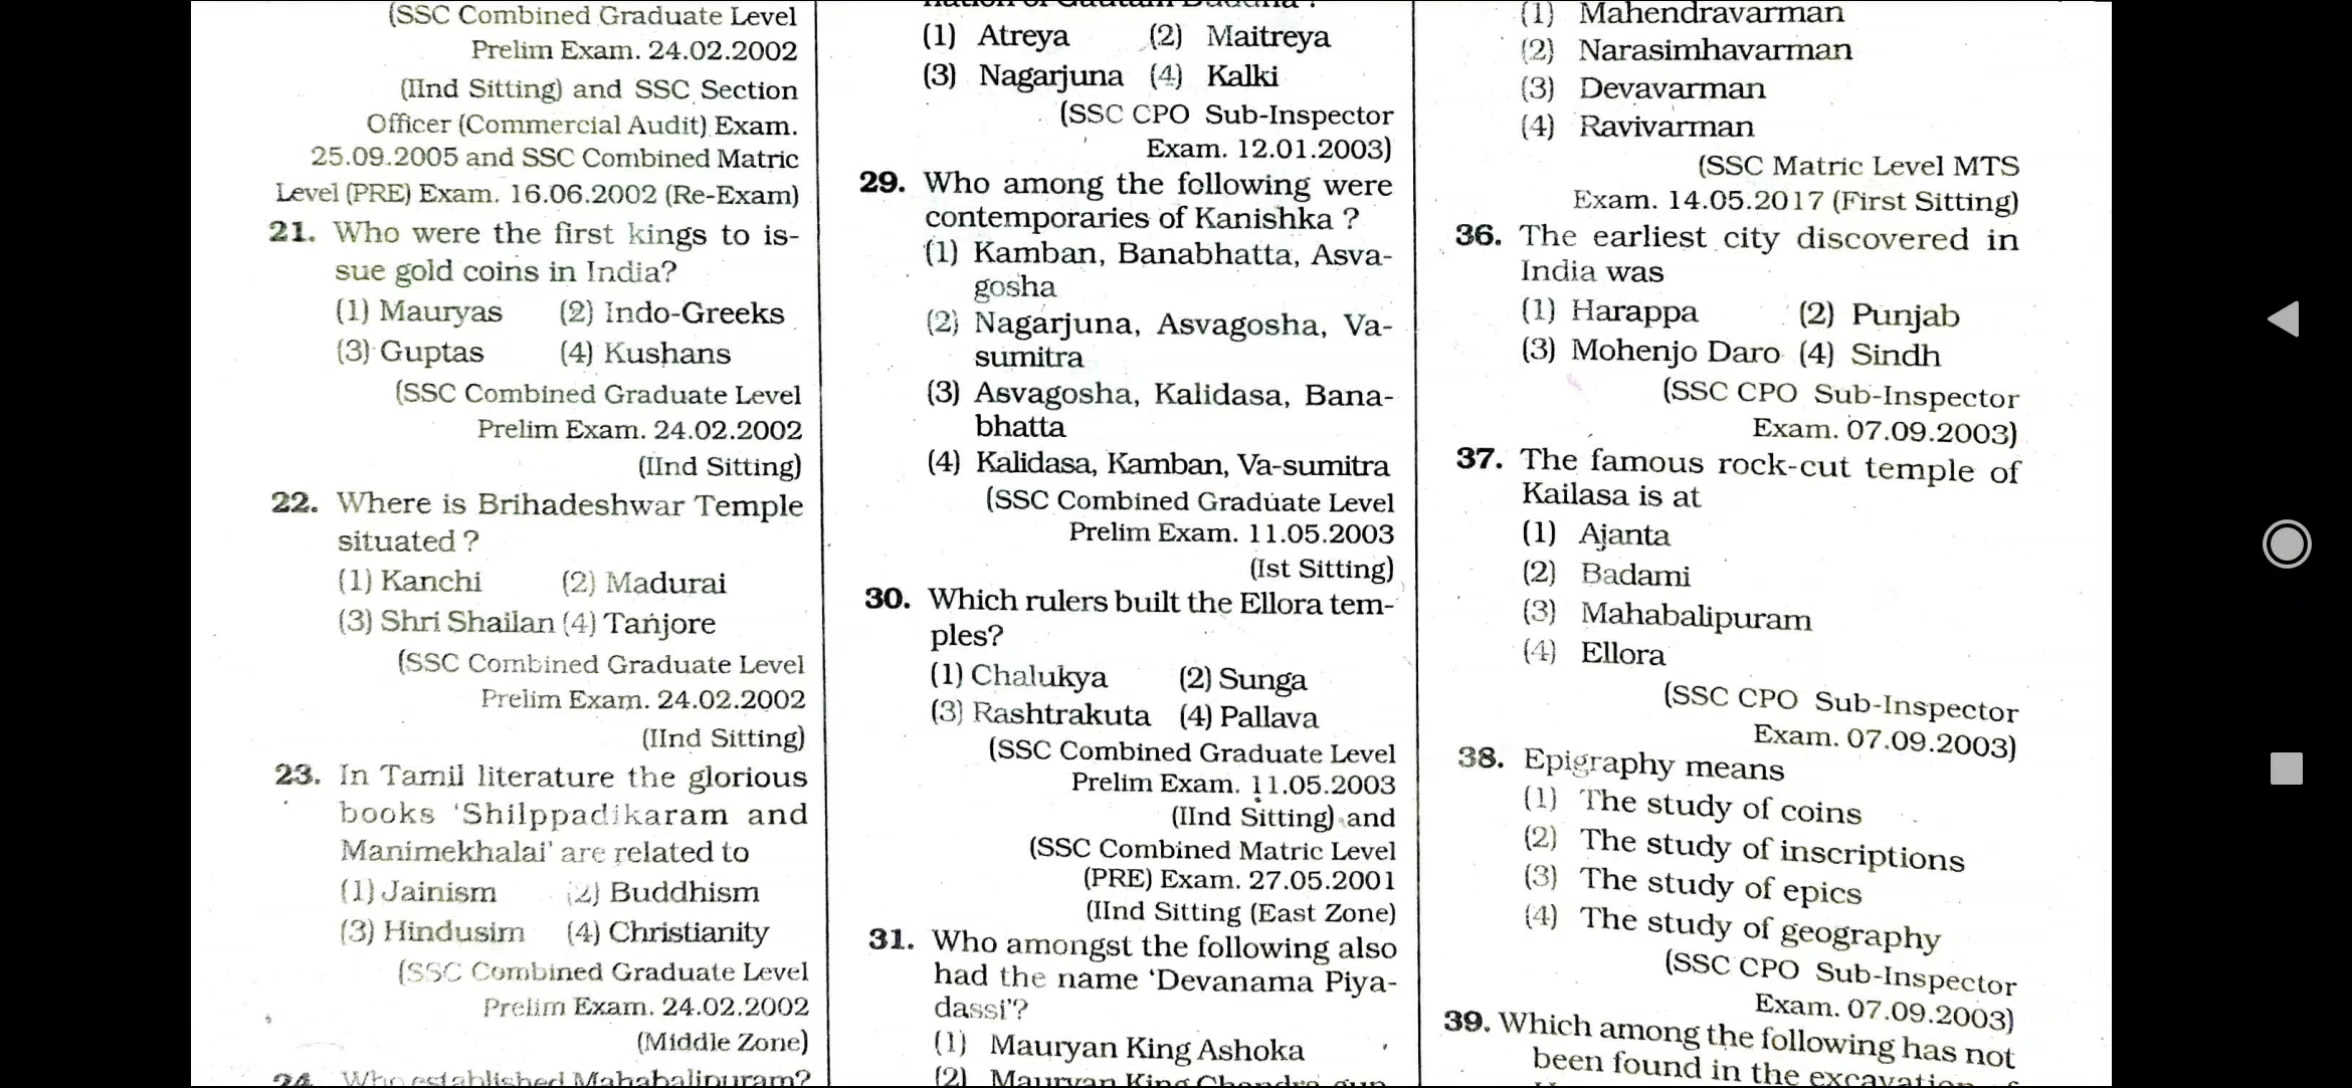 (SSC Combined Graduate Level
Prelim Exam. 24.02.2002
(IInd Sitting) and SSC Section
Officer (Commercial Audit) Exam.
25.09.2005 and SSC Combined Matric
Level (PRE) Exam. 16.06.2002 (Re-Exam)
21. Who were the first kings to is-
sue gold coins in India?
(1) Mauryas (2) Indo-Greeks
(3) Guptas (4) Kushans
(SSC Combined Graduate Level
Prelim Exam. 24.02.2002
(IInd Sitting)
22. Where is Brihadeshwar Temple
situated ?
(1) Kanchi (2) Madurai
(3) Shri Shailan (4) Tanjore
(SSC Combined Graduate Level
Prelim Exam. 24.02.2002
(IInd Sitting)
23. In Tamil literature the glorious
books 'Shilppadikaram and
Manimekhalai' are related to
(1) Jainism (2) Buddhism
(3) Hindusim (4) Christianity
(SSC Combined Graduate Level
Prelim Exam. 24.02.2002
(Middle Zone)
24. Who established Mahabalipuram?
(1) Atreya (2) Maitreya
(3) Nagarjuna (4) Kalki
(SSC CPO Sub-Inspector
Exam. 12.01.2003)
29. Who among the following were
contemporaries of Kanishka ?
(1) Kamban, Banabhatta, Asva-
gosha
(2) Nagarjuna, Asvagosha, Va-
sumitra
(3) Asvagosha, Kalidasa, Bana-
bhatta
(4) Kalidasa, Kamban, Va-sumitra
(SSC Combined Graduate Level
Prelim Exam. 11.05.2003
(Ist Sitting)
30. Which rulers built the Ellora tem-
ples?
(1) Chalukya (2) Sunga
(3) Rashtrakuta (4) Pallava
(SSC Combined Graduate Level
Prelim Exam. 11.05.2003
(IInd Sitting) and
(SSC Combined Matric Level
(PRE) Exam. 27.05.2001
(IInd Sitting (East Zone)
31. Who amongst the following also
had the name 'Devanama Piya-
dassi'?
(1) Mauryan King Ashoka
(2) Mauryan King Chandra gup
(1) Mahendravarman
(2) Narasimhavarman
(3) Devavarman
(4) Ravivarman
(SSC Matric Level MTS
Exam. 14.05.2017 (First Sitting)
36. The earliest city discovered in
India was
(1) Harappa (2) Punjab
(3) Mohenjo Daro (4) Sindh
(SSC CPO Sub-Inspector
Exam. 07.09.2003)
37. The famous rock-cut temple of
Kailasa is at
(1) Ajanta
(2) Badami
(3) Mahabalipuram
(4) Ellora
(SSC CPO Sub-Inspector
Exam. 07.09.2003)
38. Epigraphy means
(1) The study of coins
(2) The study of inscriptions
(3) The study of epics
(4) The study of geography
(SSC CPO Sub-Inspector
Exam. 07.09.2003)
39. Which among the following has not
been found in the excavation